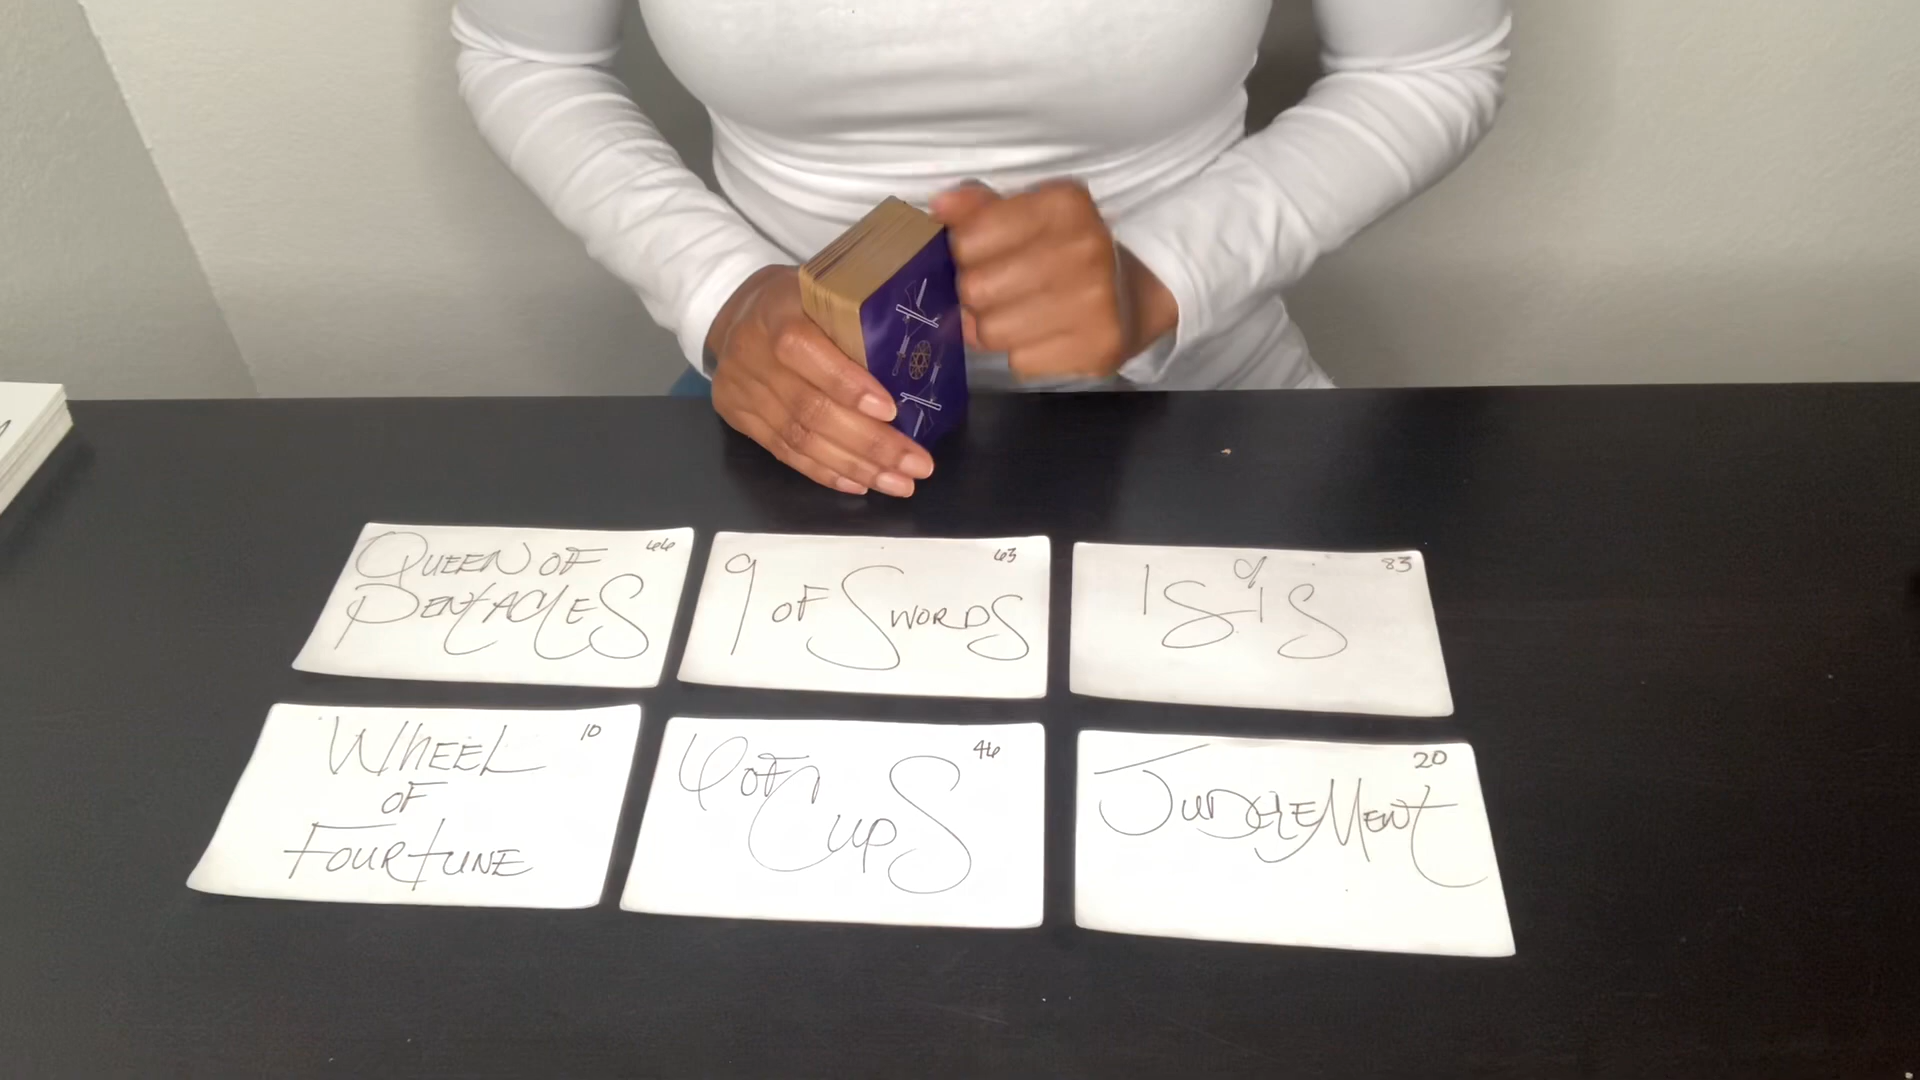 QUEEN OF
PENTACLES
66
9 OF SWORDS
63
ISIS
83
WHEEL
OF
FOURTUNE
10
6 OF
CUPS
46
JUDGEMENT
20